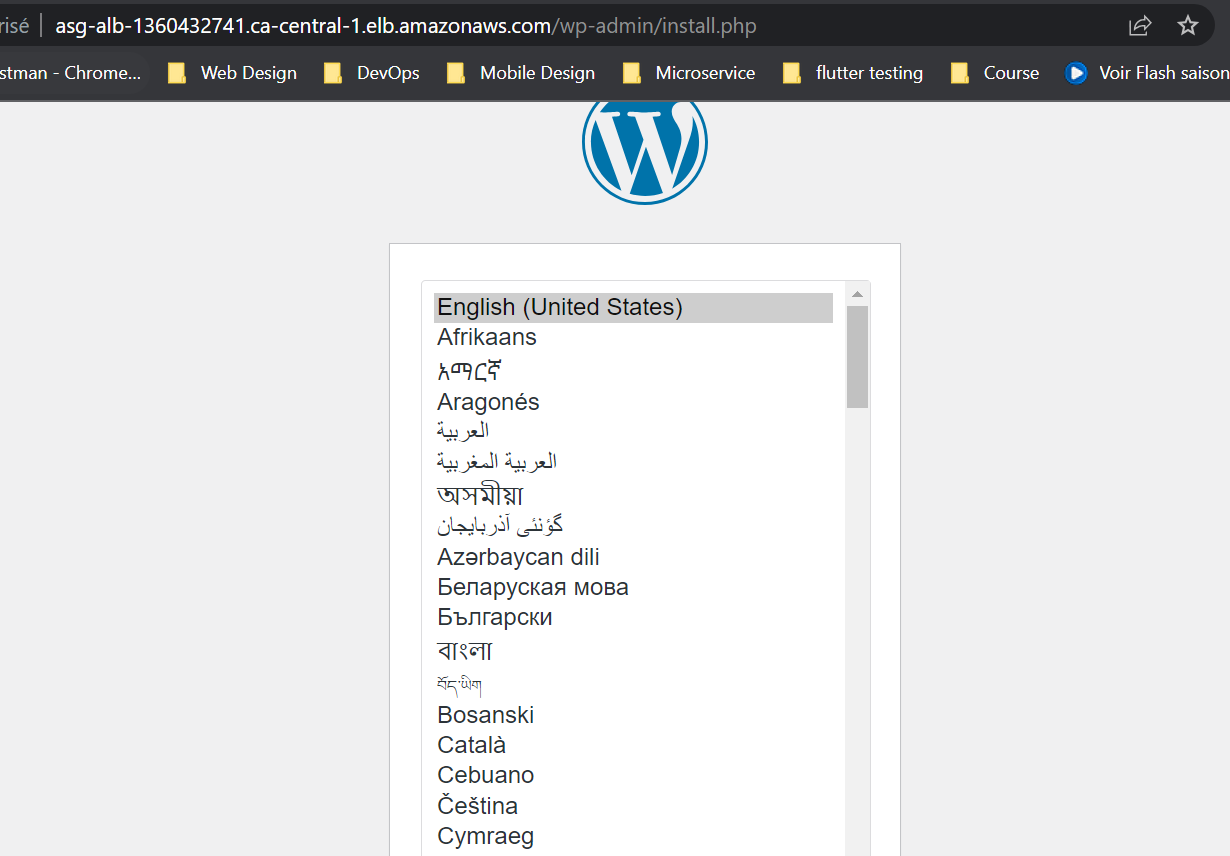 risé asg-alb-1360432741.ca-central-1.elb.amazonaws.com/wp-admin/install.php
stman - Chrome... Web Design DevOps Mobile Design Microservice flutter testing Course Voir Flash saison
English (United States)
Afrikaans
አማርኛ
Aragonés
العربية
العربية المغربية
অসমীয়া
گؤنئی آذربایجان
Azərbaycan dili
Беларуская мова
Български
বাংলা
བོད་ཡིག
Bosanski
Català
Cebuano
Čeština
Cymraeg